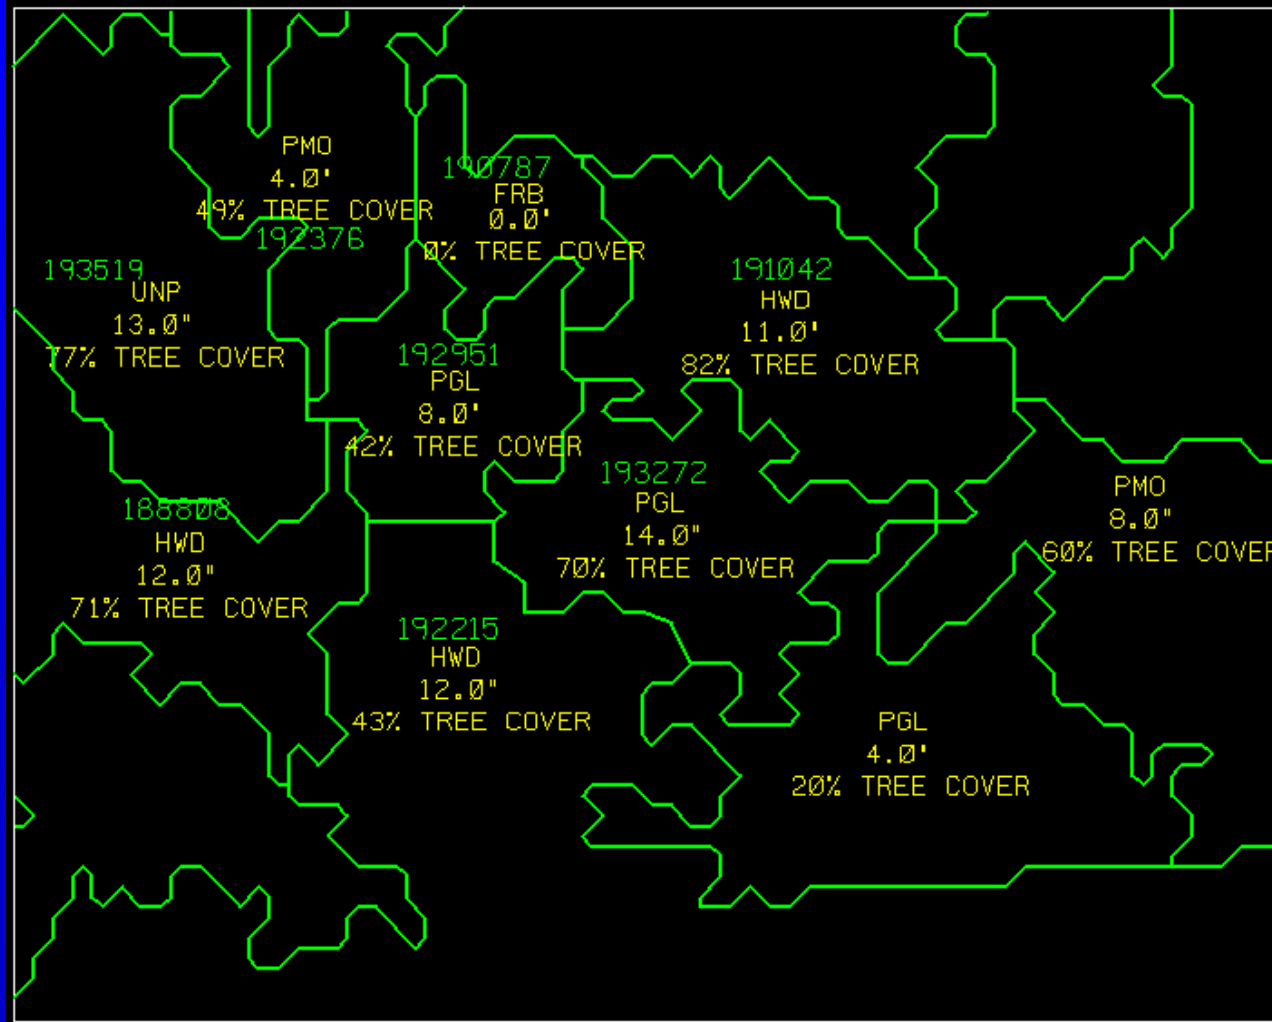 PMO
4.0'
49% TREE COVER
192376
190787
FRB
0.0'
0% TREE COVER
193519
UNP
13.0"
77% TREE COVER
191042
HWD
11.0'
82% TREE COVER
192951
PGL
8.0'
42% TREE COVER
193272
PGL
14.0"
70% TREE COVER
PMO
8.0"
60% TREE COVER
188808
HWD
12.0"
71% TREE COVER
192215
HWD
12.0"
43% TREE COVER
PGL
4.0'
20% TREE COVER